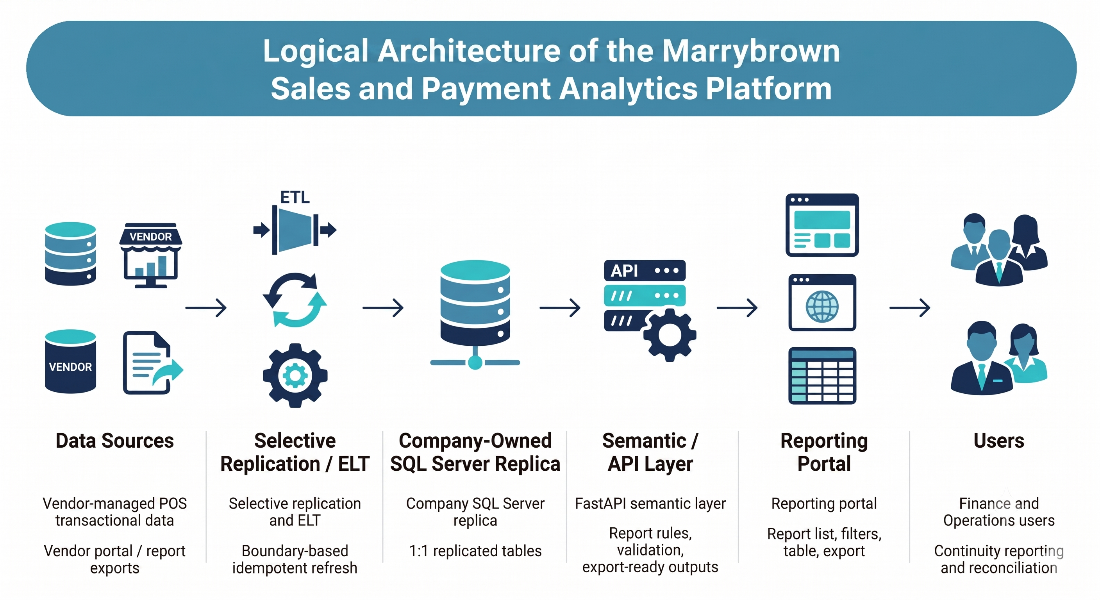 Logical Architecture of the Marrybrown
Sales and Payment Analytics Platform
ETL
VENDOR
VENDOR
API
Data Sources
Vendor-managed POS
transactional data
Vendor portal / report
exports
Selective
Replication / ELT
Selective replication
and ELT
Boundary-based
idempotent refresh
Company-Owned
SQL Server Replica
Company SQL Server
replica
1:1 replicated tables
Semantic /
API Layer
FastAPI semantic layer
Report rules,
validation,
export-ready outputs
Reporting
Portal
Reporting portal
Report list, filters,
table, export
Users
Finance and
Operations users
Continuity reporting
and reconciliation